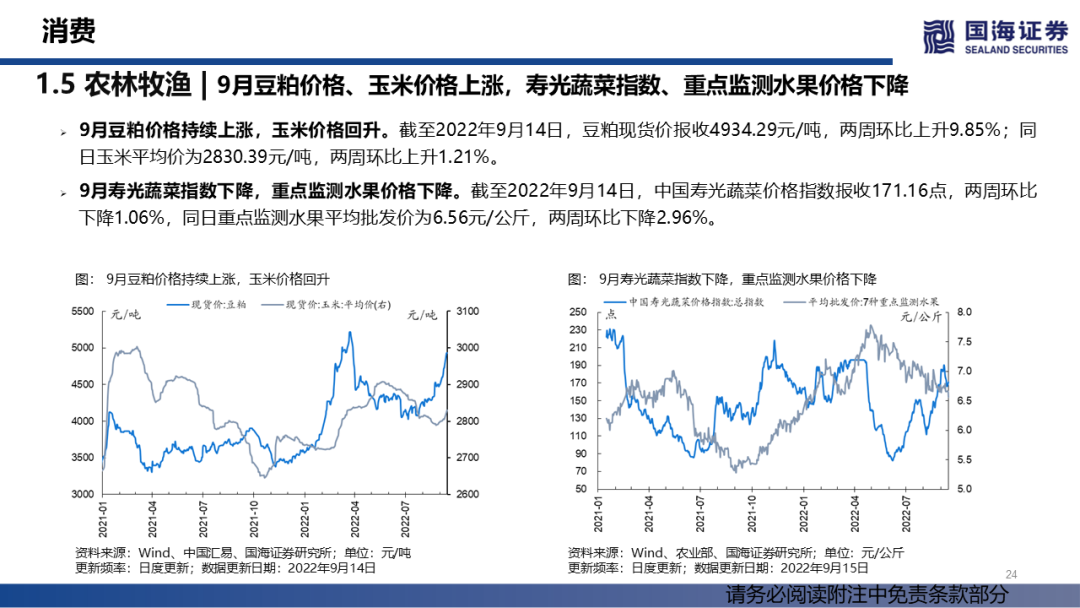 消费
国海证券
SEALAND SECURITIES
1.5 农林牧渔 | 9月豆粕价格、玉米价格上涨，寿光蔬菜指数、重点监测水果价格下降
➢ 9月豆粕价格持续上涨，玉米价格回升。截至2022年9月14日，豆粕现货价报收4934.29元/吨，两周环比上升9.85%；同
日玉米平均价为2830.39元/吨，两周环比上升1.21%。
➢ 9月寿光蔬菜指数下降，重点监测水果价格下降。截至2022年9月14日，中国寿光蔬菜价格指数报收171.16点，两周环比
下降1.06%，同日重点监测水果平均批发价为6.56元/公斤，两周环比下降2.96%。
图： 9月豆粕价格持续上涨，玉米价格回升
现货价:豆粕 现货价:玉米:平均价(右)
元/吨 元/吨
5500 3100
5000 3000
4500 2900
4000 2800
3500 2700
3000 2600
2021-01 2021-04 2021-07 2021-10 2022-01 2022-04 2022-07
资料来源：Wind、中国汇易、国海证券研究所；单位：元/吨
更新频率：日度更新；数据更新日期：2022年9月14日
图： 9月寿光蔬菜指数下降，重点监测水果价格下降
中国寿光蔬菜价格指数:总指数 平均批发价:7种重点监测水果
点 元/公斤
250 8.0
230 7.5
210
190 7.0
170
150 6.5
130 6.0
110
90 5.5
70
50 5.0
2021-01 2021-04 2021-07 2021-10 2022-01 2022-04 2022-07
资料来源：Wind、农业部、国海证券研究所；单位：元/公斤
更新频率：日度更新；数据更新日期：2022年9月15日
24
请务必阅读附注中免责条款部分